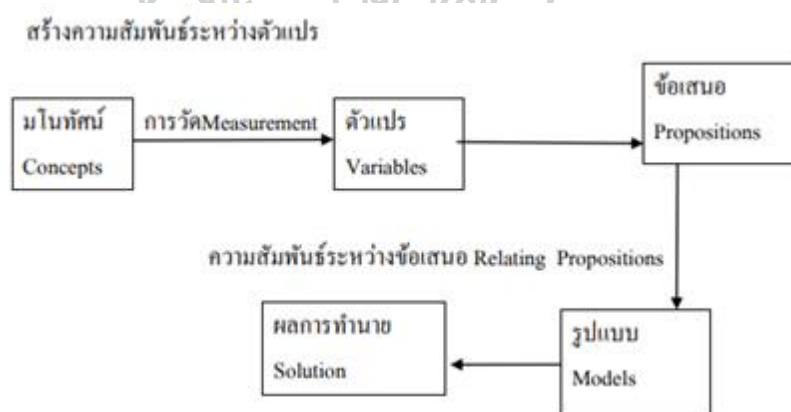 สร้างความสัมพันธ์ระหว่างตัวแปร
มโนทัศน์
Concepts
การวัดMeasurement
ตัวแปร
Variables
ข้อเสนอ
Propositions
ความสัมพันธ์ระหว่างข้อเสนอ Relating Propositions
รูปแบบ
Models
ผลการทำนาย
Solution